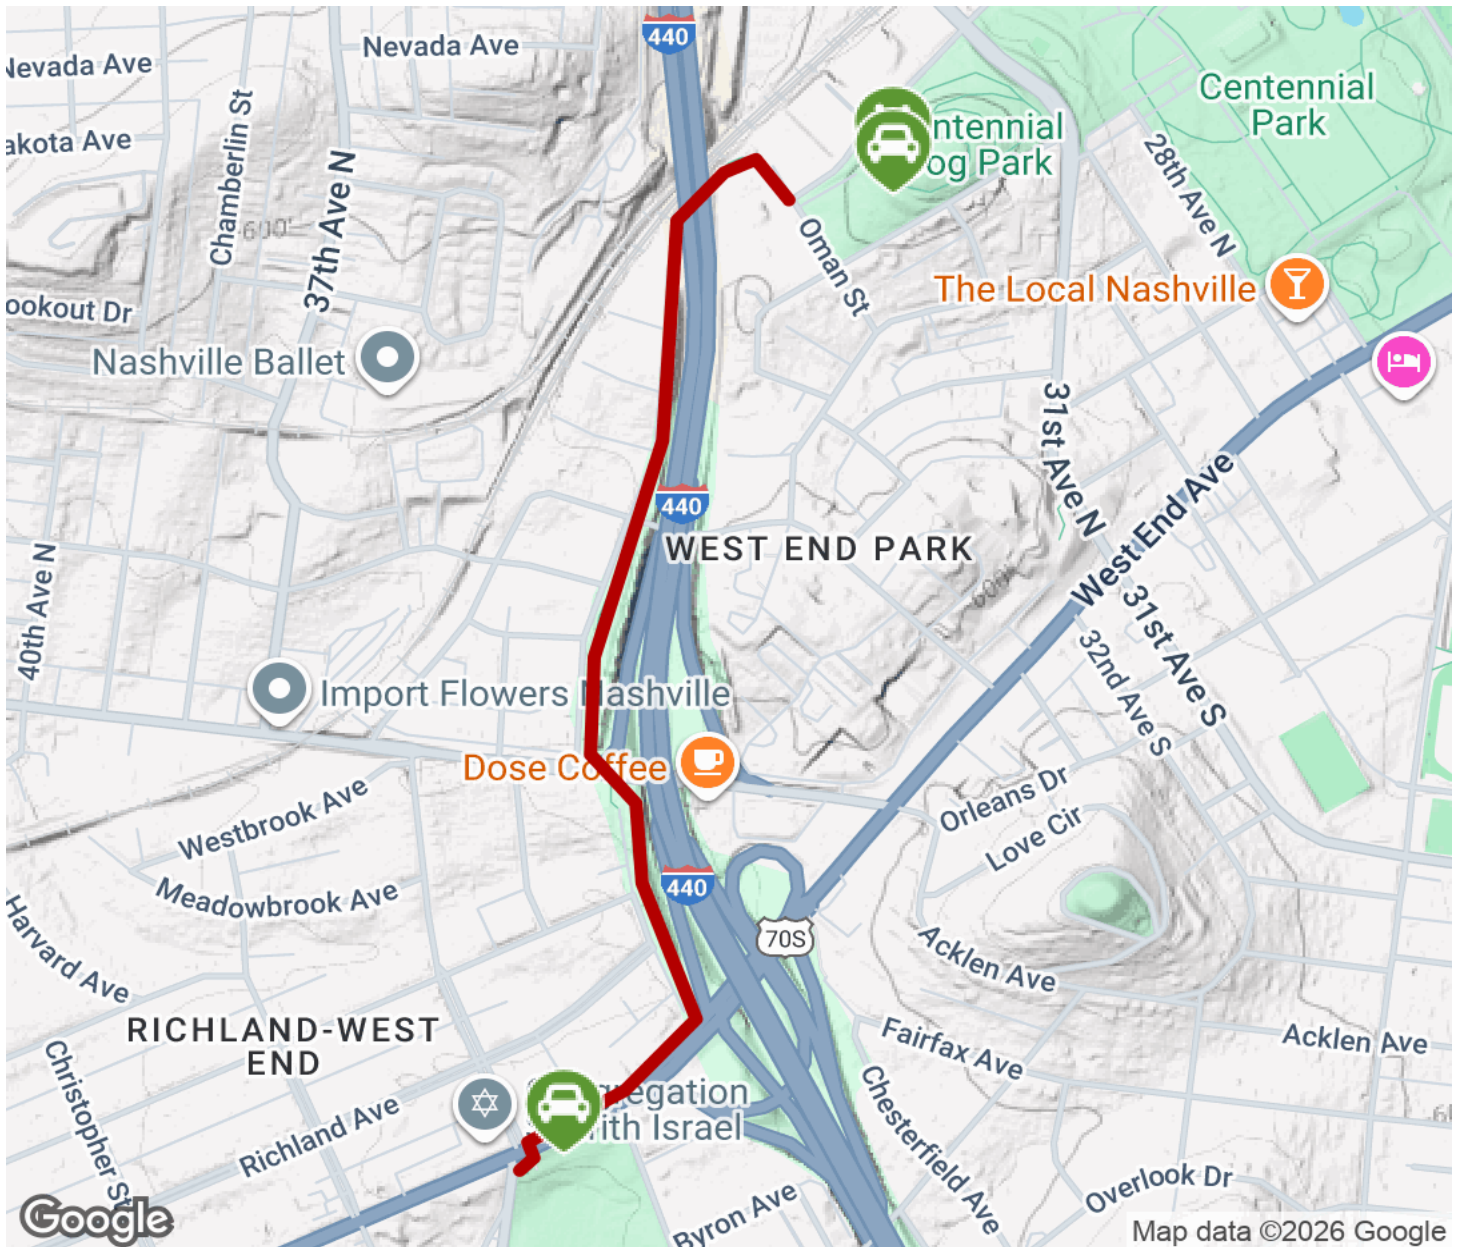 440
Nevada Ave
Nevada Ave
Centennial
Park
Chamberlin St
akota Ave
ntennial
og Park
28th Ave N
37th Ave N
600'
Oman St
ookout Dr
The Local Nashville
Nashville Ballet
31st Ave N
West End Ave
440
WEST END PARK
40th Ave N
600'
31st Ave S
32nd Ave S
Import Flowers Nashville
Dose Coffee
Orleans Dr
Westbrook Ave
Love Cir
Meadowbrook Ave
440
Harvard Ave
70S
Acklen Ave
RICHLAND-WEST
END
Fairfax Ave
Acklen Ave
Christopher St
gregation
rith Israel
Richland Ave
Chesterfield Ave
Overlook Dr
Byron Ave
Google
Map data ©2026 Google